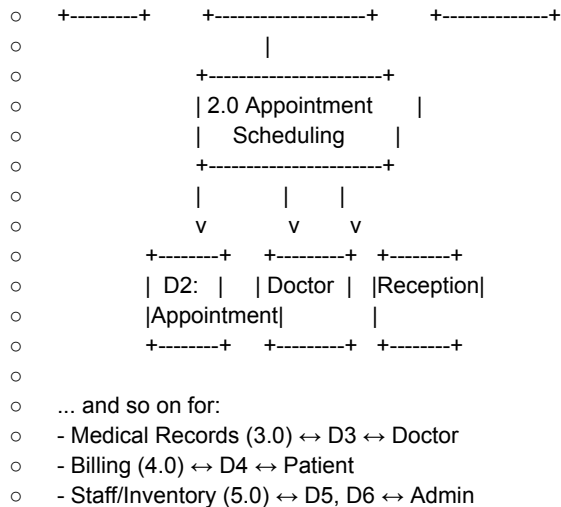 ○ +---------+ +--------------------+ +--------------+
○ |
○ +-----------------------+
○ | 2.0 Appointment |
○ | Scheduling |
○ +-----------------------+
○ | | |
○ v v v
○ +--------+ +---------+ +--------+
○ | D2: | | Doctor | |Reception|
○ |Appointment| |
○ +--------+ +---------+ +--------+
○
○ ... and so on for:
○ - Medical Records (3.0) ↔ D3 ↔ Doctor
○ - Billing (4.0) ↔ D4 ↔ Patient
○ - Staff/Inventory (5.0) ↔ D5, D6 ↔ Admin